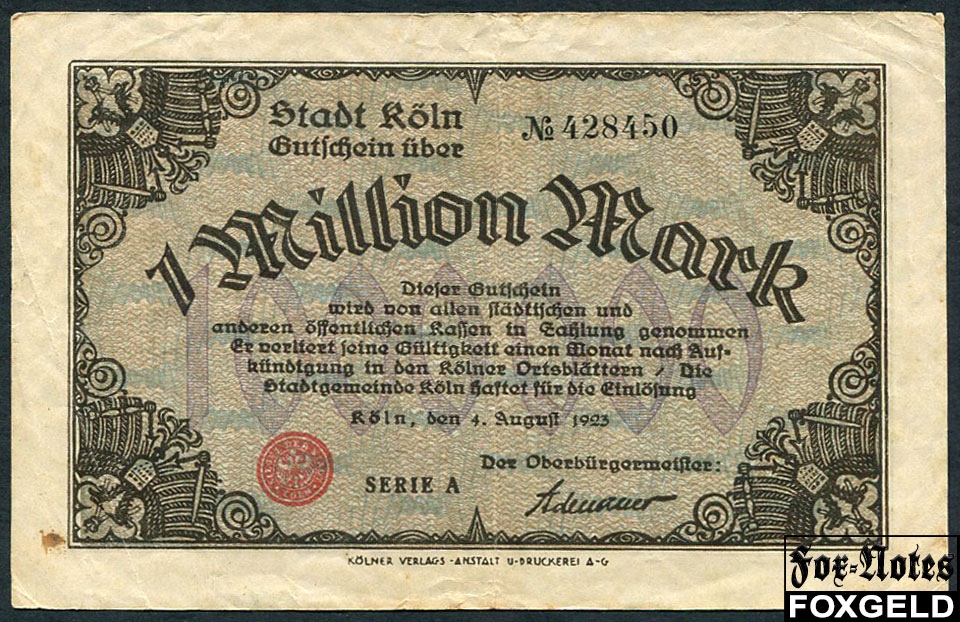 Stadt Köln
Gutschein über
№ 428450
1 Million Mark
Dieser Gutschein
wird von allen städtischen und
anderen öffentlichen Kassen in Zahlung genommen
Er verliert seine Gültigkeit einen Monat nach Auf-
kündigung in den Kölner Ortsblättern / Die
Stadtgemeinde Köln haftet für die Einlösung
Köln, den 4. August 1923
Der Oberbürgermeister:
SERIE A
Adenauer
KÖLNER VERLAGS-ANSTALT U·DRUCKEREI A-G
Fox-Notes
FOXGELD